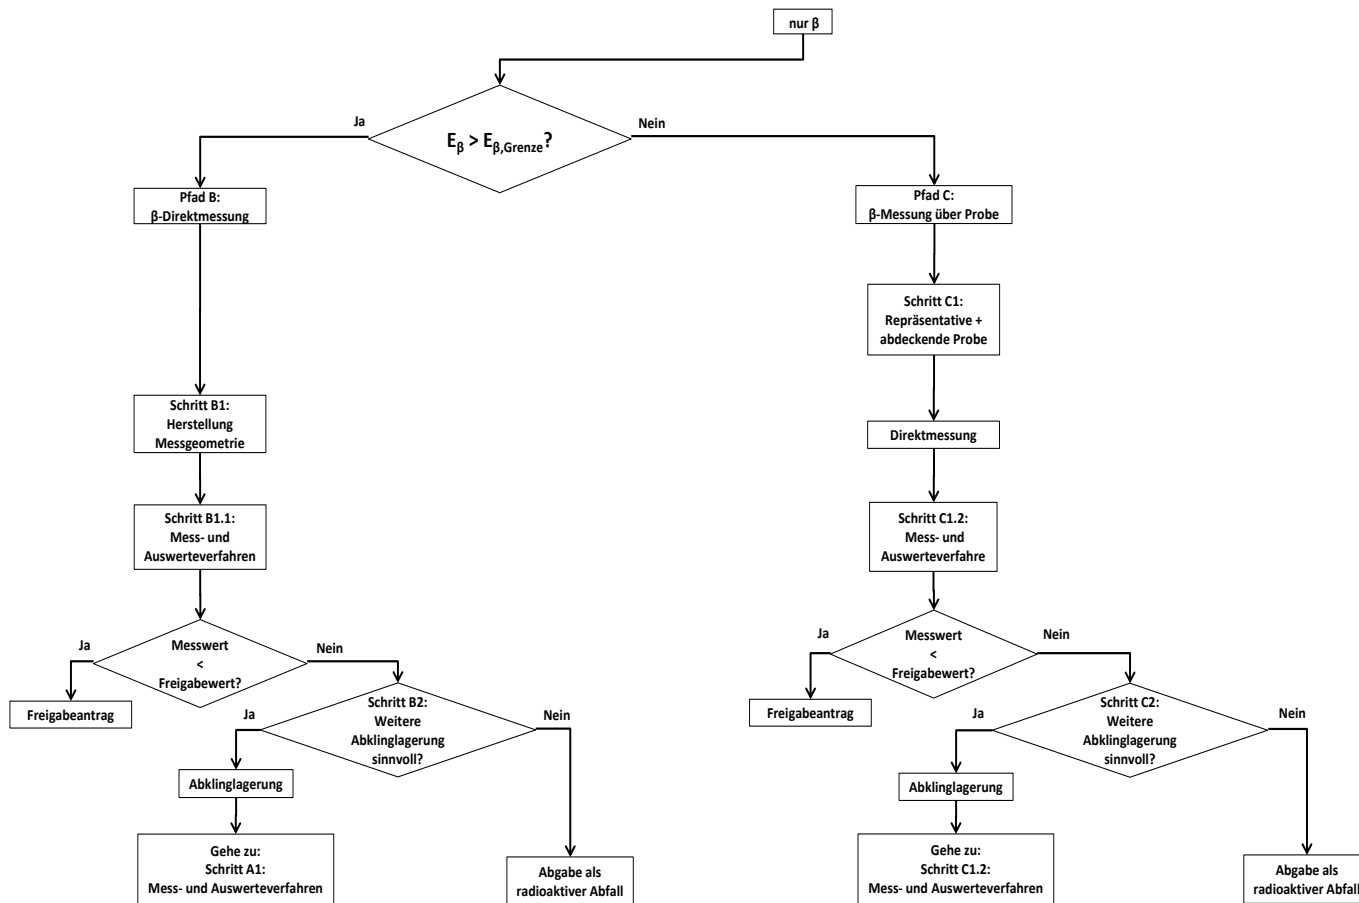 nur β
Ja
Nein
Eβ > Eβ,Grenze?
Pfad B:
β-Direktmessung
Pfad C:
β-Messung über Probe
Schritt C1:
Repräsentative +
abdeckende Probe
Schritt B1:
Herstellung
Messgeometrie
Direktmessung
Schritt B1.1:
Mess- und
Auswerteverfahren
Schritt C1.2:
Mess- und
Auswerteverfahre
Ja
Messwert
<
Freigabewert?
Nein
Ja
Messwert
<
Freigabewert?
Nein
Freigabeantrag
Ja
Schritt B2:
Weitere
Abklinglagerung
sinnvoll?
Nein
Freigabeantrag
Ja
Schritt C2:
Weitere
Abklinglagerung
sinnvoll?
Nein
Abklinglagerung
Abklinglagerung
Gehe zu:
Schritt A1:
Mess- und Auswerteverfahren
Abgabe als
radioaktiver Abfall
Gehe zu:
Schritt C1.2:
Mess- und Auswerteverfahren
Abgabe als
radioaktiver Abfall